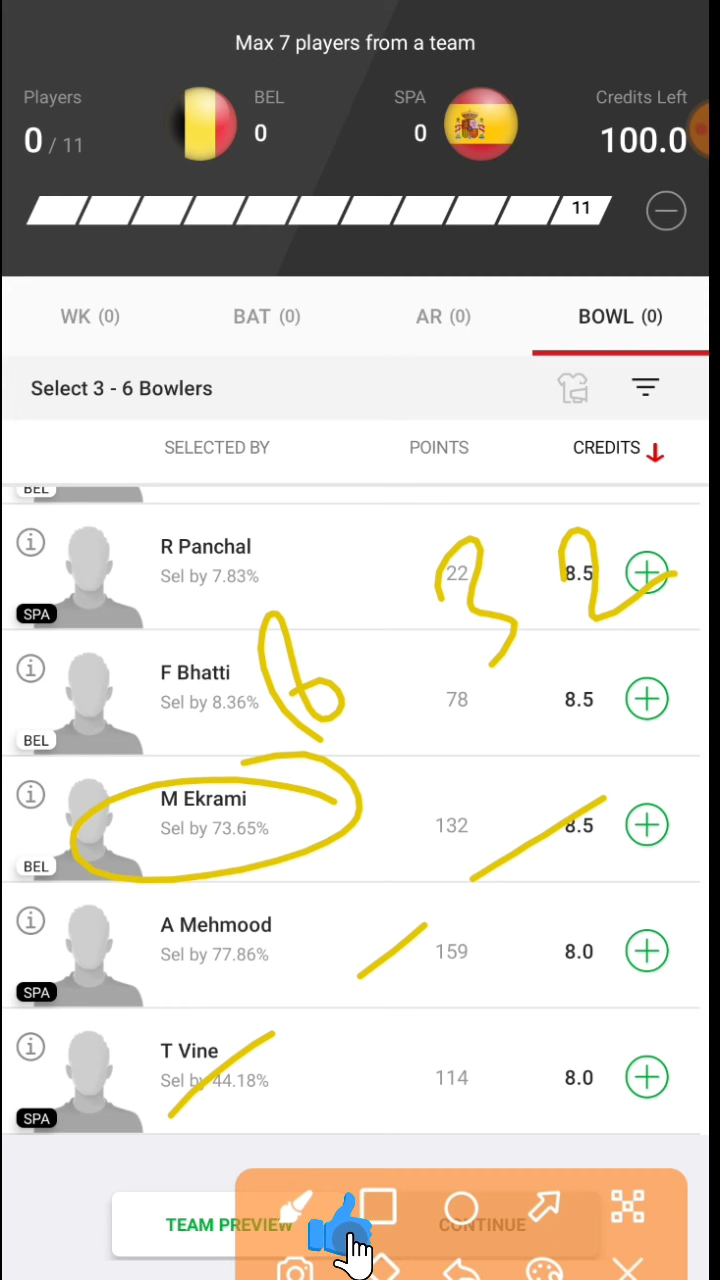 Max 7 players from a team
Players BEL SPA Credits Left
0 / 11 0 0 100.0
11
WK (0) BAT (0) AR (0) BOWL (0)
Select 3 - 6 Bowlers
SELECTED BY POINTS CREDITS
BEL
R Panchal
Sel by 7.83% 22 8.5
SPA
3 2
6
F Bhatti
Sel by 8.36% 78 8.5
BEL
M Ekrami
Sel by 73.65% 132 8.5
BEL
A Mehmood
Sel by 77.86% 159 8.0
SPA
T Vine
Sel by 44.18% 114 8.0
SPA
TEAM PREVIEW CONTINUE